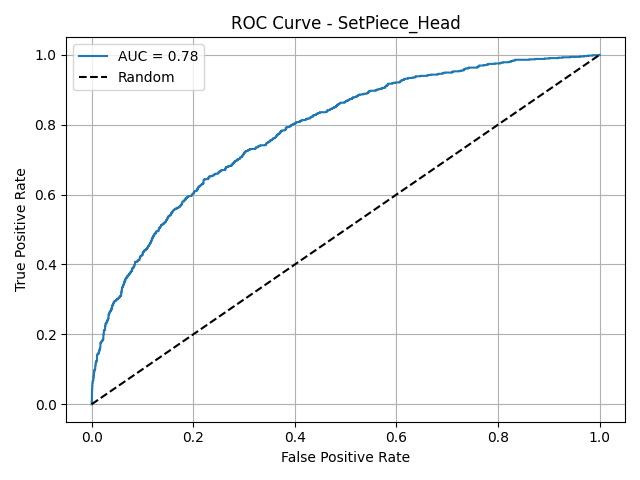 ROC Curve - SetPiece_Head
AUC = 0.78
Random
True Positive Rate
1.0
0.8
0.6
0.4
0.2
0.0
0.0 0.2 0.4 0.6 0.8 1.0
False Positive Rate